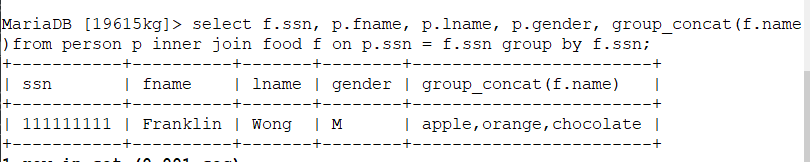 MariaDB [19615kg]> select f.ssn, p.fname, p.lname, p.gender, group_concat(f.name
)from person p inner join food f on p.ssn = f.ssn group by f.ssn;
+-----------+----------+-------+--------+------------------------+
| ssn       | fname    | lname | gender | group_concat(f.name)   |
+-----------+----------+-------+--------+------------------------+
| 111111111 | Franklin | Wong  | M      | apple,orange,chocolate |
+-----------+----------+-------+--------+------------------------+
1 row in set (0.001 sec)